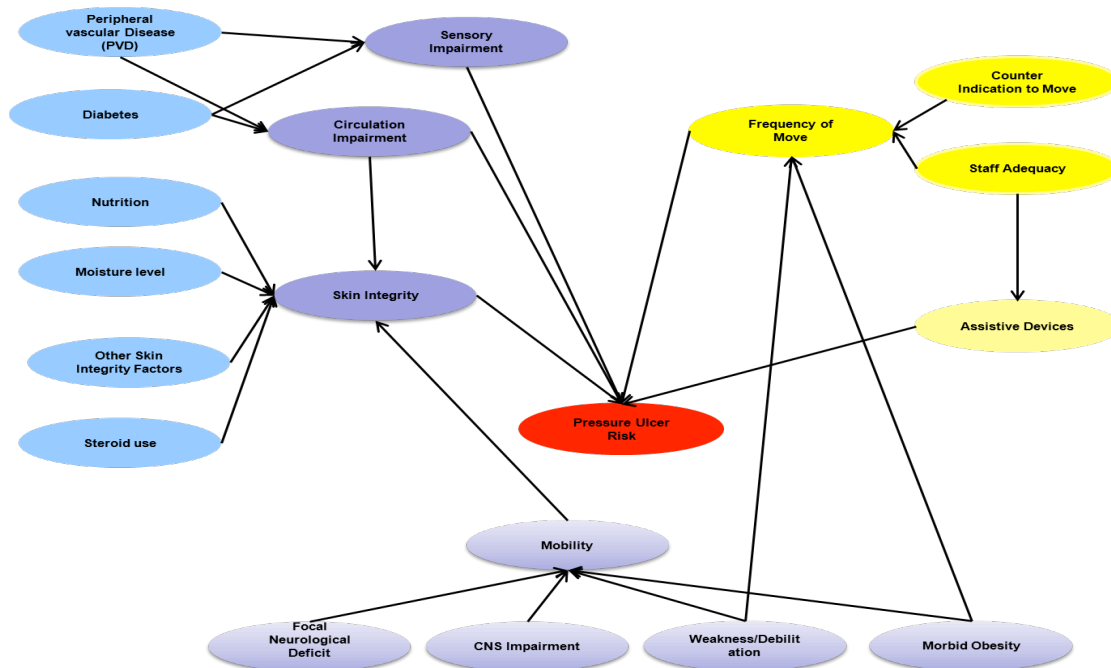 Peripheral
vascular Disease
(PVD)
Sensory
Impairment
Counter
Indication to Move
Diabetes
Circulation
Impairment
Frequency of
Move
Staff Adequacy
Nutrition
Moisture level
Skin Integrity
Assistive Devices
Other Skin
Integrity Factors
Pressure Ulcer
Risk
Steroid use
Mobility
Focal
Neurological
Deficit
CNS Impairment
Weakness/Debilit
ation
Morbid Obesity